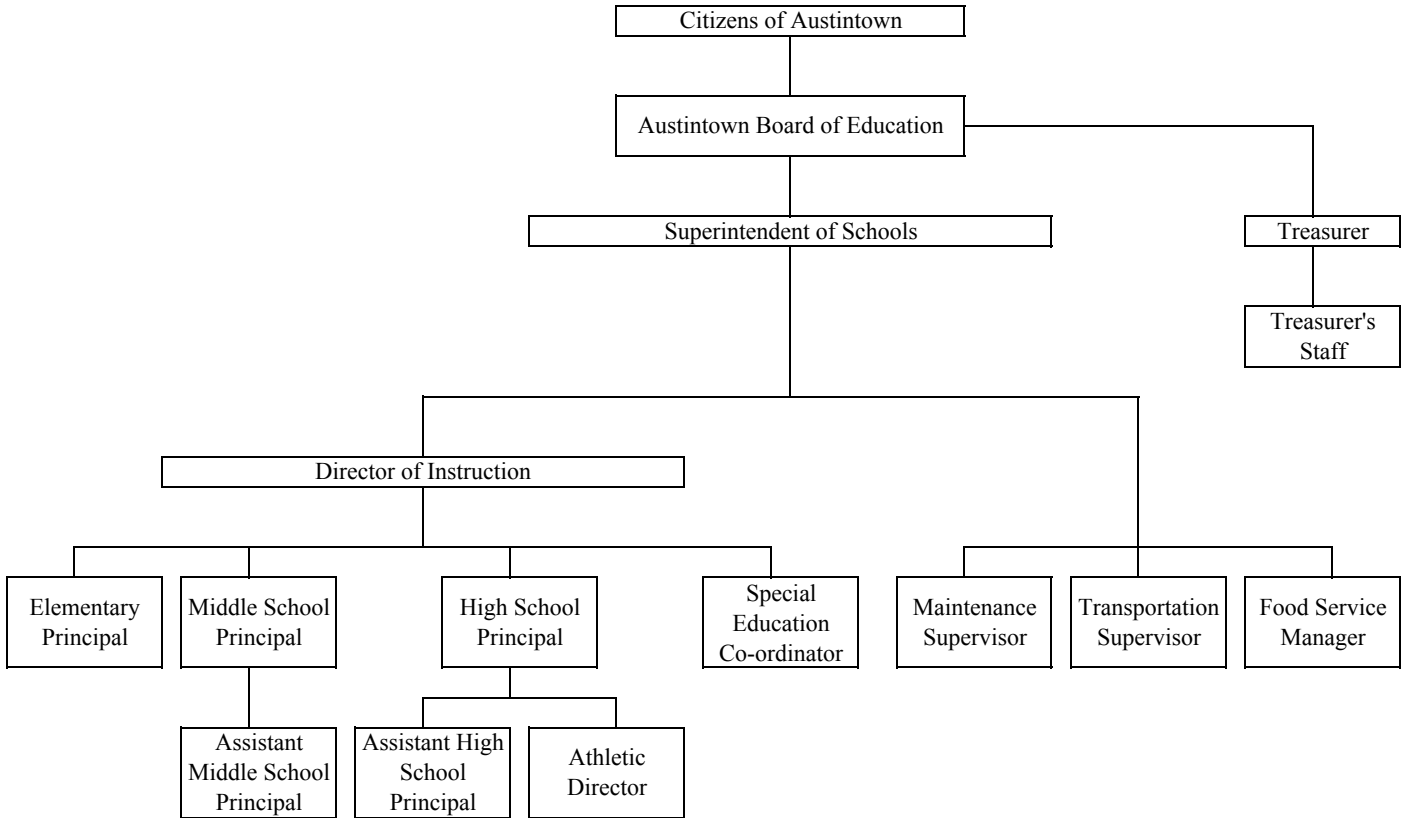 Citizens of Austintown
Austintown Board of Education
Superintendent of Schools
Treasurer
Treasurer's
Staff
Director of Instruction
Elementary
Principal
Middle School
Principal
High School
Principal
Special
Education
Co-ordinator
Maintenance
Supervisor
Transportation
Supervisor
Food Service
Manager
Assistant
Middle School
Principal
Assistant High
School
Principal
Athletic
Director